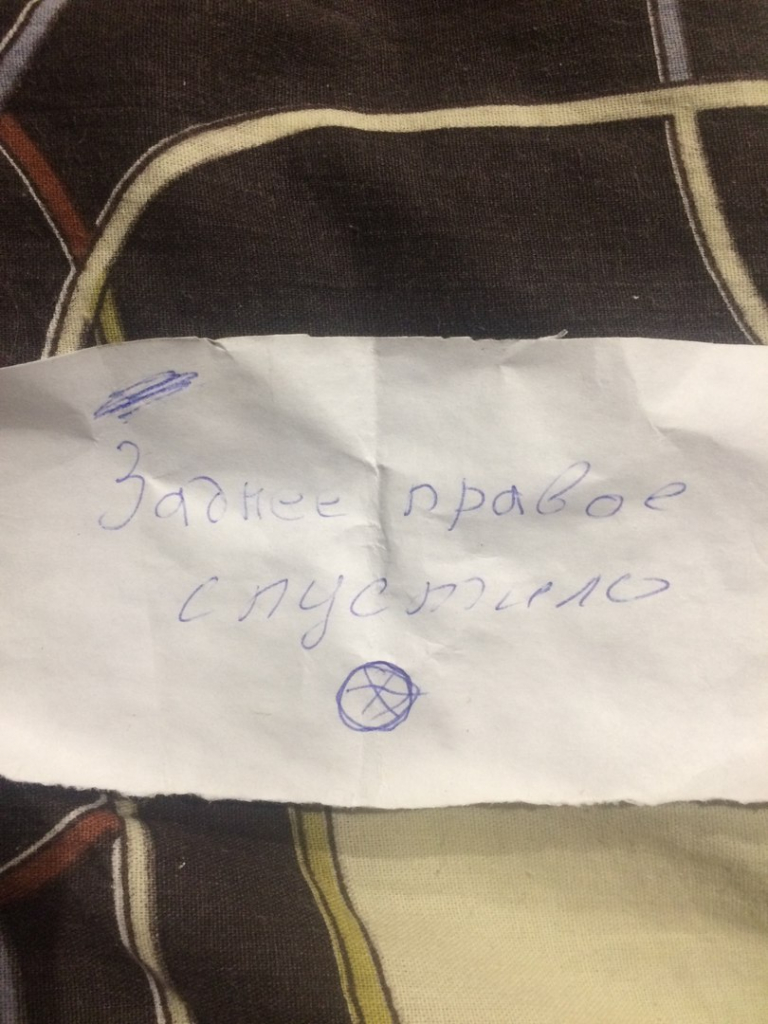 Заднее правое
спустило